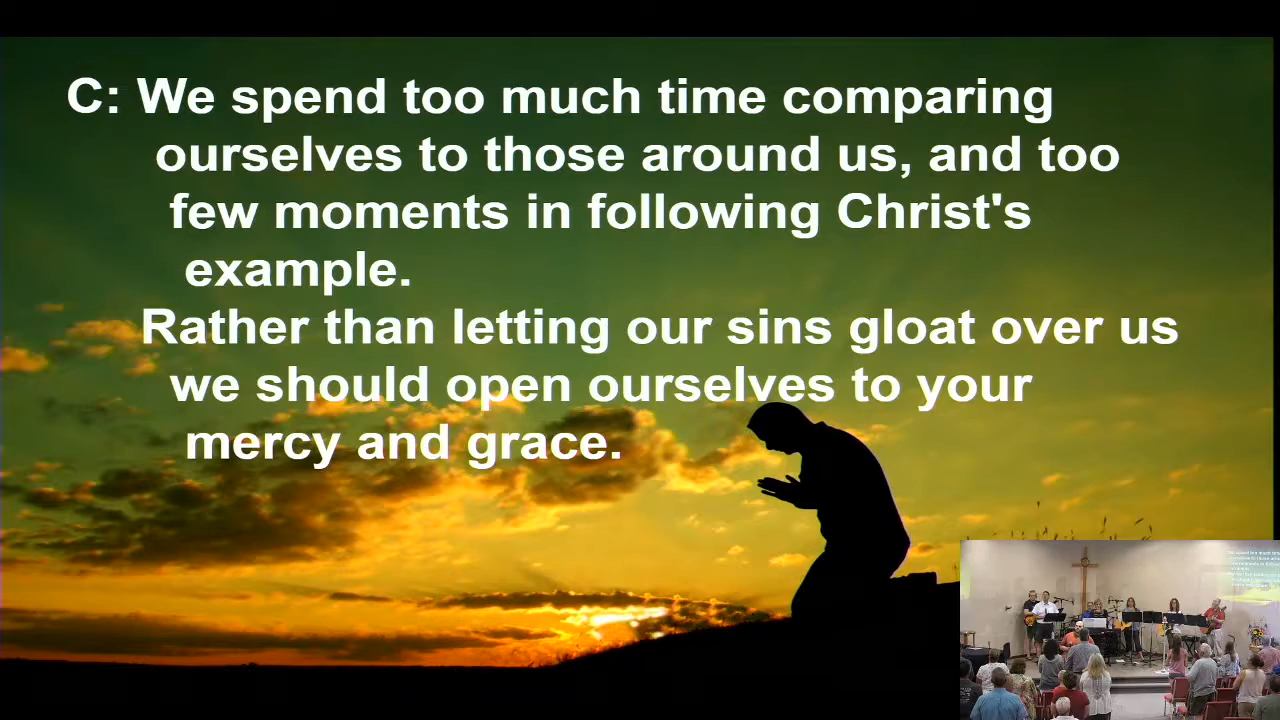 C: We spend too much time comparing
ourselves to those around us, and too
few moments in following Christ's
example.
Rather than letting our sins gloat over us
we should open ourselves to your
mercy and grace.